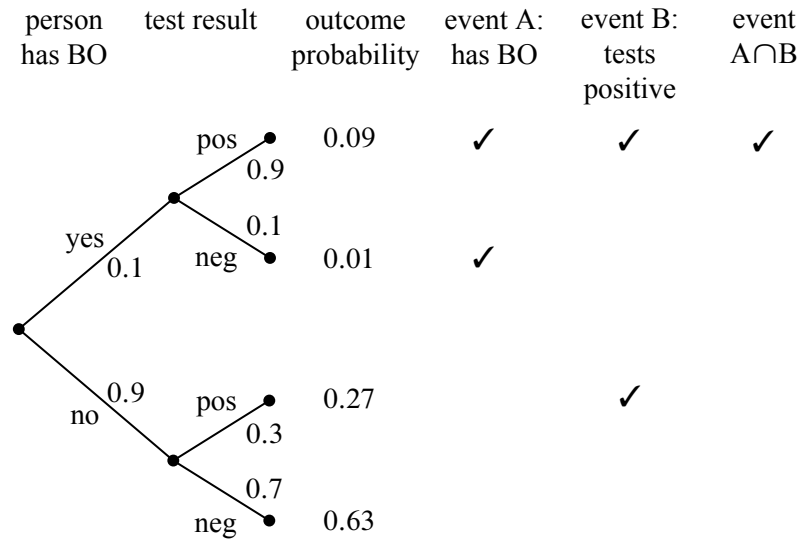 person test result outcome event A: event B: event
has BO probability has BO tests A∩B
positive
pos 0.09 ✓ ✓ ✓
0.9
0.1
yes
neg 0.01 ✓
0.1
0.9
pos 0.27 ✓
no
0.3
0.7
neg 0.63